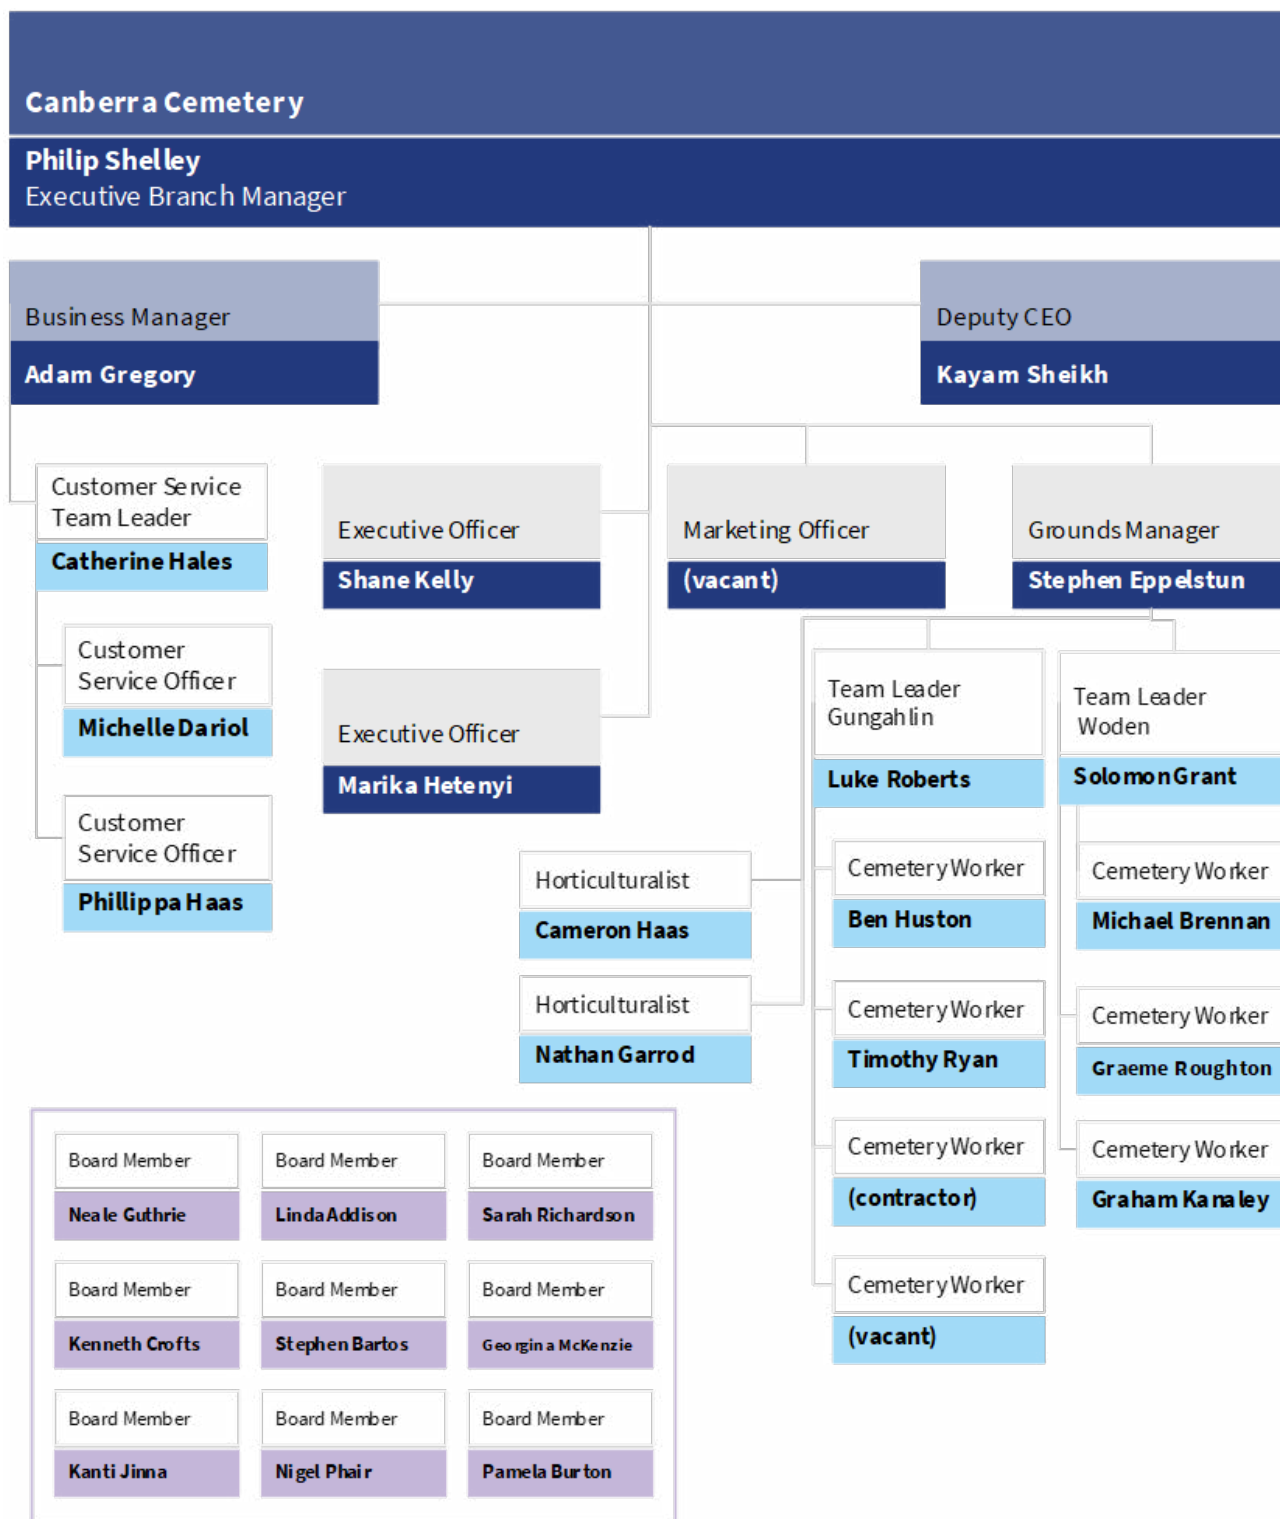 Canberra Cemetery
Philip Shelley
Executive Branch Manager
Business Manager
Adam Gregory
Deputy CEO
Kayam Sheikh
Customer Service
Team Leader
Catherine Hales
Customer
Service Officer
Michelle Dariol
Customer
Service Officer
Phillippa Haas
Executive Officer
Shane Kelly
Executive Officer
Marika Hetenyi
Marketing Officer
(vacant)
Grounds Manager
Stephen Eppelstun
Horticulturalist
Cameron Haas
Horticulturalist
Nathan Garrod
Team Leader
Gungahlin
Luke Roberts
Cemetery Worker
Ben Huston
Cemetery Worker
Timothy Ryan
Cemetery Worker
(contractor)
Cemetery Worker
(vacant)
Team Leader
Woden
Solomon Grant
Cemetery Worker
Michael Brennan
Cemetery Worker
Graeme Roughton
Cemetery Worker
Graham Kanaley
Board Member
Neale Guthrie
Board Member
Linda Addison
Board Member
Sarah Richardson
Board Member
Kenneth Crofts
Board Member
Stephen Bartos
Board Member
Georgina McKenzie
Board Member
Kanti Jinna
Board Member
Nigel Phair
Board Member
Pamela Burton